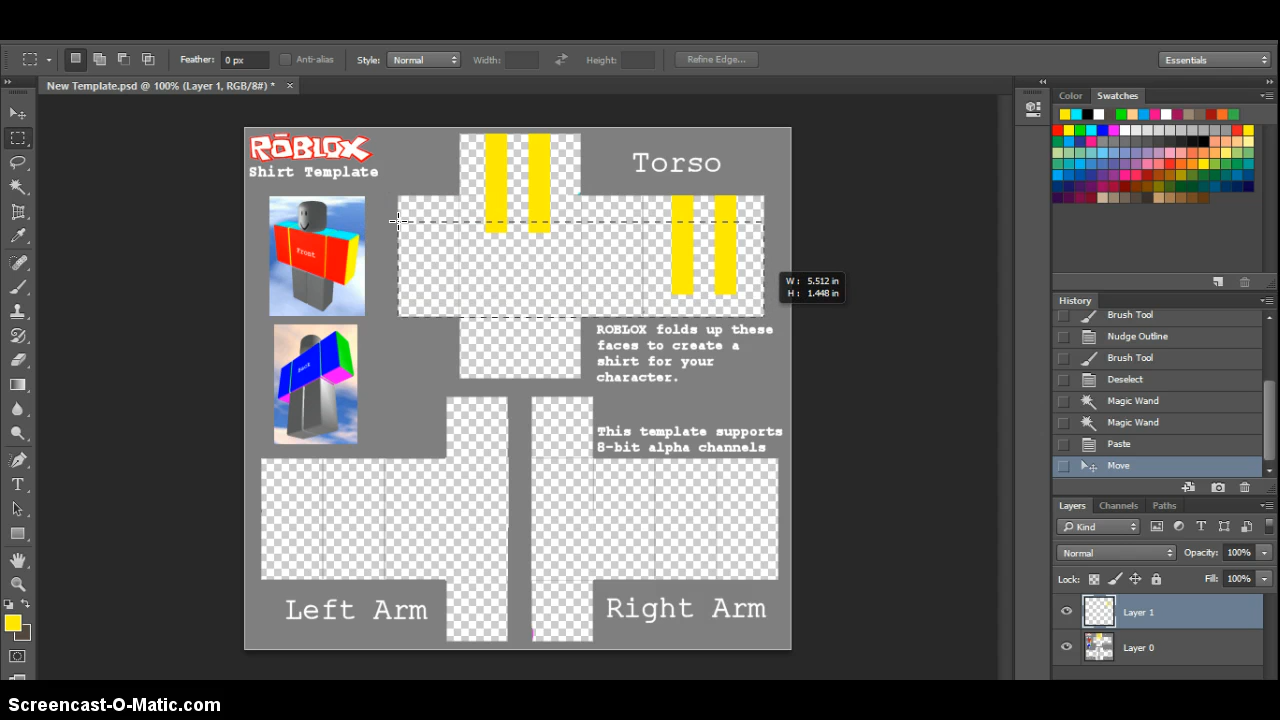 Feather: 0 px Anti-alias Style: Normal Width: Height: Refine Edge... Essentials
New Template.psd @ 100% (Layer 1, RGB/8#) * ×
Color Swatches
ROBLOX
Shirt Template
Torso
Front
W: 5.512 in
H: 1.448 in
Back
ROBLOX folds up these
faces to create a
shirt for your
character.
This template supports
8-bit alpha channels
Left Arm
Right Arm
History
Brush Tool
Nudge Outline
Brush Tool
Deselect
Magic Wand
Magic Wand
Paste
Move
Layers Channels Paths
Kind
Normal Opacity: 100%
Lock: Fill: 100%
Layer 1
Layer 0
Screencast-O-Matic.com